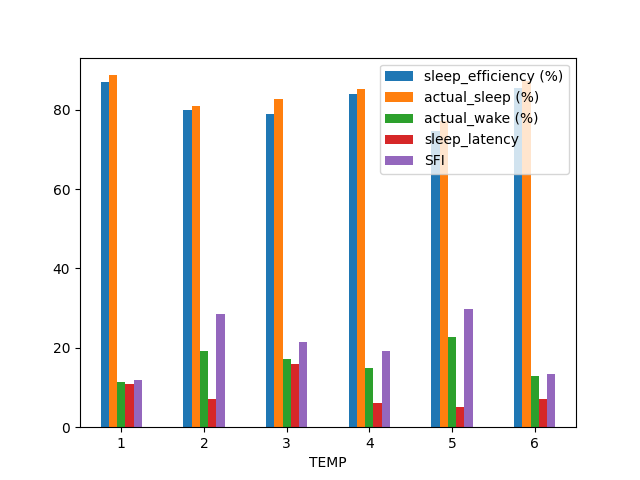 sleep_efficiency (%)
actual_sleep (%)
actual_wake (%)
sleep_latency
SFI
80
60
40
20
0
1 2 3 4 5 6
TEMP